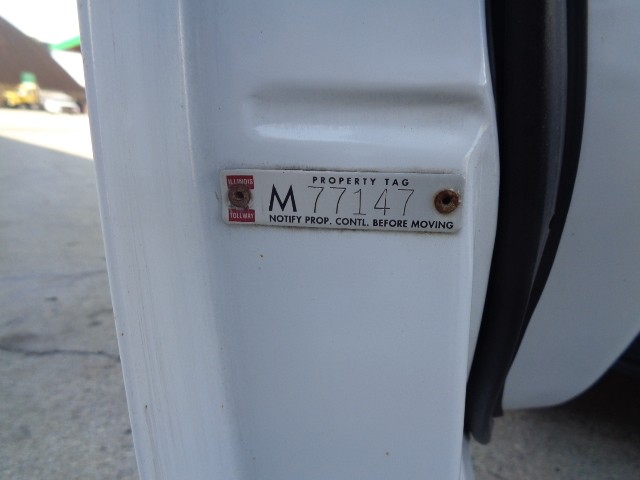 PROPERTY TAG
ILLINOIS
TOLLWAY
M 77147
NOTIFY PROP. CONTL. BEFORE MOVING